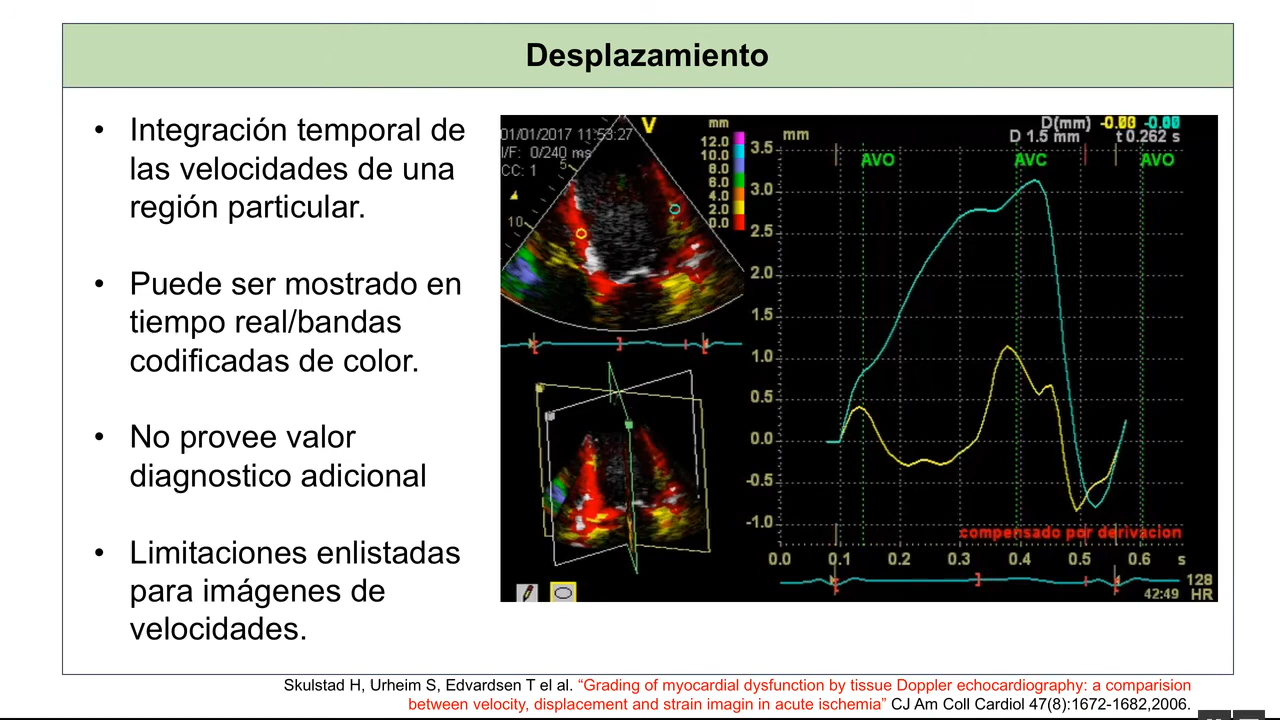 Desplazamiento
• Integración temporal de
las velocidades de una
región particular.
• Puede ser mostrado en
tiempo real/bandas
codificadas de color.
• No provee valor
diagnostico adicional
• Limitaciones enlistadas
para imágenes de
velocidades.
01/01/2017 11:53:27
I/F: 0/240 ms
CC: 1
5
10
V
mm
12.0
10.0
8.0
6.0
4.0
2.0
0.0
D(mm) -0.00 -0.00
D 1.5 mm t 0.262 s
mm
AVO AVC AVO
3.5
3.0
2.5
2.0
1.5
1.0
0.5
0.0
-0.5
-1.0
compensado por derivacion
0.0 0.1 0.2 0.3 0.4 0.5 0.6 s
128
42:49 HR
Skulstad H, Urheim S, Edvardsen T el al. “Grading of myocardial dysfunction by tissue Doppler echocardiography: a comparision
between velocity, displacement and strain imagin in acute ischemia” CJ Am Coll Cardiol 47(8):1672-1682,2006.